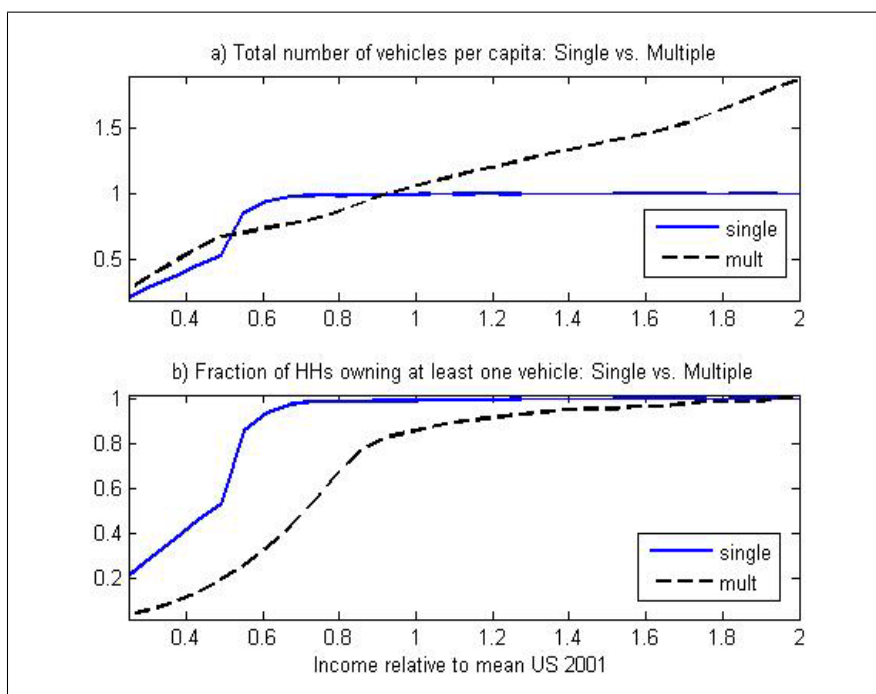 a) Total number of vehicles per capita: Single vs. Multiple
1.5
1
0.5
single
mult
0.4 0.6 0.8 1 1.2 1.4 1.6 1.8 2
b) Fraction of HHs owning at least one vehicle: Single vs. Multiple
1
0.8
0.6
0.4
0.2
single
mult
0.4 0.6 0.8 1 1.2 1.4 1.6 1.8 2
Income relative to mean US 2001